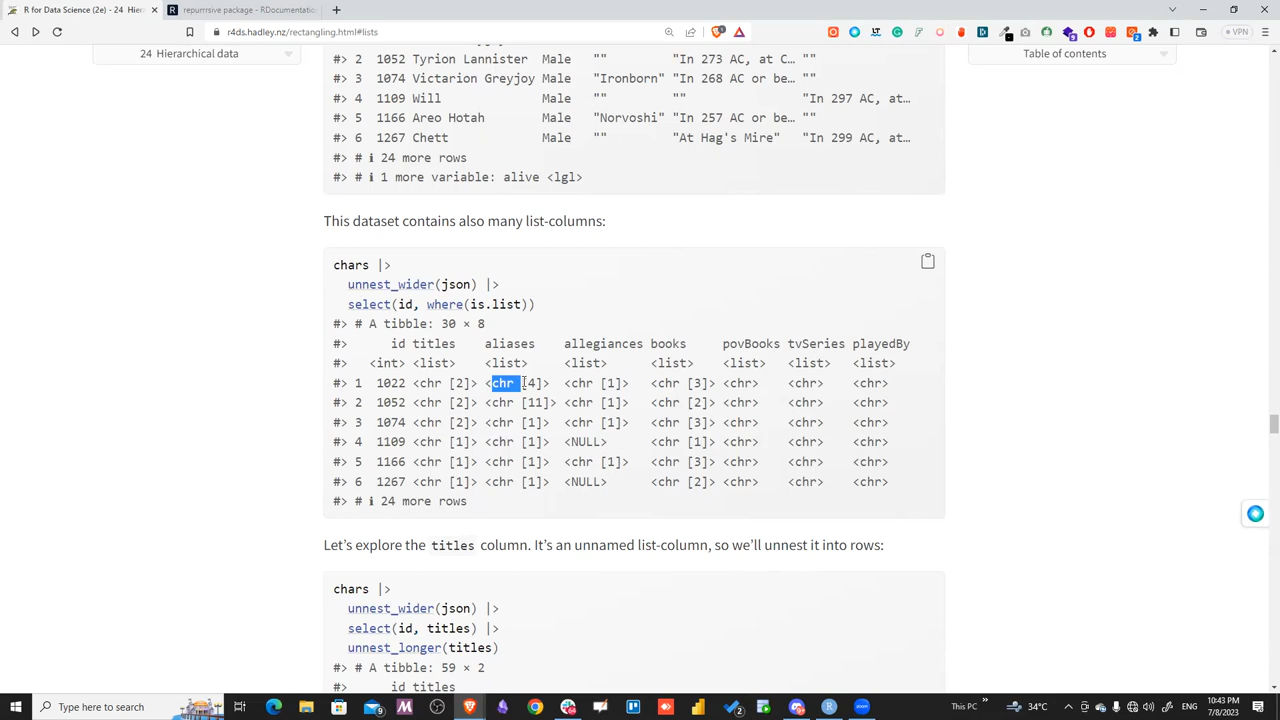 R for Data Science (2e) - 24 Hiera
repurrrsive package - RDocumentatio
r4ds.hadley.nz/rectangling.html#lists
VPN
24 Hierarchical data
Table of contents
#> 2 1052 Tyrion Lannister Male "" "In 273 AC, at C… ""
#> 3 1074 Victarion Greyjoy Male "Ironborn" "In 268 AC or be… ""
#> 4 1109 Will Male "" "" "In 297 AC, at…
#> 5 1166 Areo Hotah Male "Norvoshi" "In 257 AC or be… ""
#> 6 1267 Chett Male "" "At Hag's Mire" "In 299 AC, at…
#> # ℹ 24 more rows
#> # ℹ 1 more variable: alive <lgl>
This dataset contains also many list-columns:
chars |>
unnest_wider(json) |>
select(id, where(is.list))
#> # A tibble: 30 × 8
#> id titles aliases allegiances books povBooks tvSeries playedBy
#> <int> <list> <list> <list> <list> <list> <list> <list>
#> 1 1022 <chr [2]> <chr [4]> <chr [1]> <chr [3]> <chr> <chr> <chr>
#> 2 1052 <chr [2]> <chr [11]> <chr [1]> <chr [2]> <chr> <chr> <chr>
#> 3 1074 <chr [2]> <chr [1]> <chr [1]> <chr [3]> <chr> <chr> <chr>
#> 4 1109 <chr [1]> <chr [1]> <NULL> <chr [1]> <chr> <chr> <chr>
#> 5 1166 <chr [1]> <chr [1]> <chr [1]> <chr [3]> <chr> <chr> <chr>
#> 6 1267 <chr [1]> <chr [1]> <NULL> <chr [2]> <chr> <chr> <chr>
#> # ℹ 24 more rows
Let's explore the titles column. It's an unnamed list-column, so we'll unnest it into rows:
chars |>
unnest_wider(json) |>
select(id, titles) |>
unnest_longer(titles)
#> # A tibble: 59 × 2
#> id titles
Type here to search
This PC
34°C
10:43 PM
7/8/2023